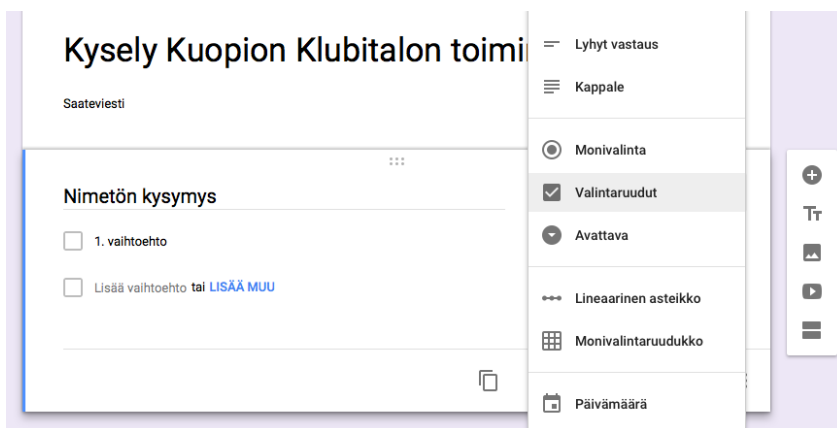 Kysely Kuopion Klubitalon toimi
Saateviesti
Nimetön kysymys
1. vaihtoehto
Lisää vaihtoehto tai LISÄÄ MUU
Lyhyt vastaus
Kappale
Monivalinta
Valintaruudut
Avattava
Lineaarinen asteikko
Monivalintaruudukko
Päivämäärä
Tт